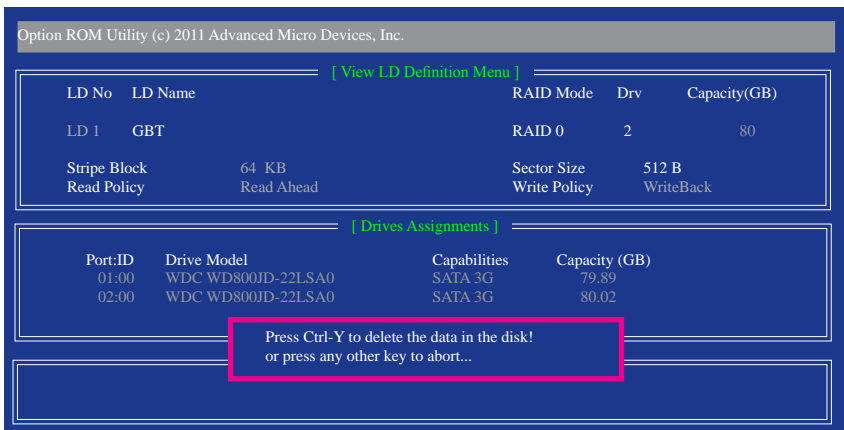 Option ROM Utility (c) 2011 Advanced Micro Devices, Inc.
[ View LD Definition Menu ]
LD No LD Name RAID Mode Drv Capacity(GB)
LD 1 GBT RAID 0 2 80
Stripe Block 64 KB Sector Size 512 B
Read Policy Read Ahead Write Policy WriteBack
[ Drives Assignments ]
Port:ID Drive Model Capabilities Capacity (GB)
01:00 WDC WD800JD-22LSA0 SATA 3G 79.89
02:00 WDC WD800JD-22LSA0 SATA 3G 80.02
Press Ctrl-Y to delete the data in the disk!
or press any other key to abort...